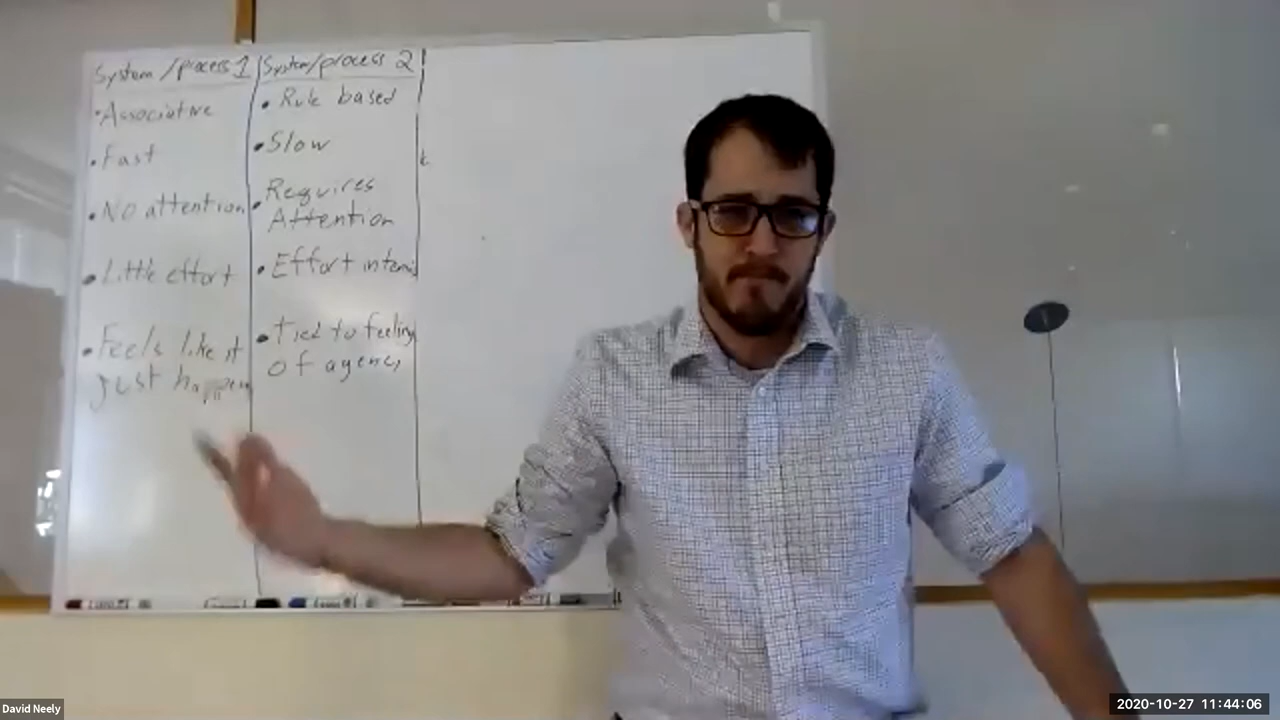 System/process 1
• Associative
• Fast
• No attention
• Little effort
• Feels like it
just happen
System/process 2
• Rule based
• Slow
• Requires
Attention
• Effort intensi
• Tied to feeling
of agency
David Neely
2020-10-27 11:44:06